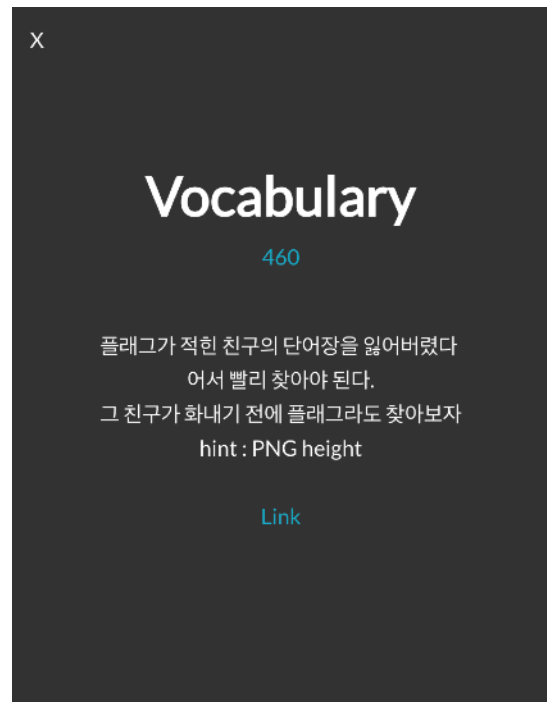 X
Vocabulary
460
플래그가 적힌 친구의 단어장을 잃어버렸다
어서 빨리 찾아야 된다.
그 친구가 화내기 전에 플래그라도 찾아보자
hint : PNG height
Link